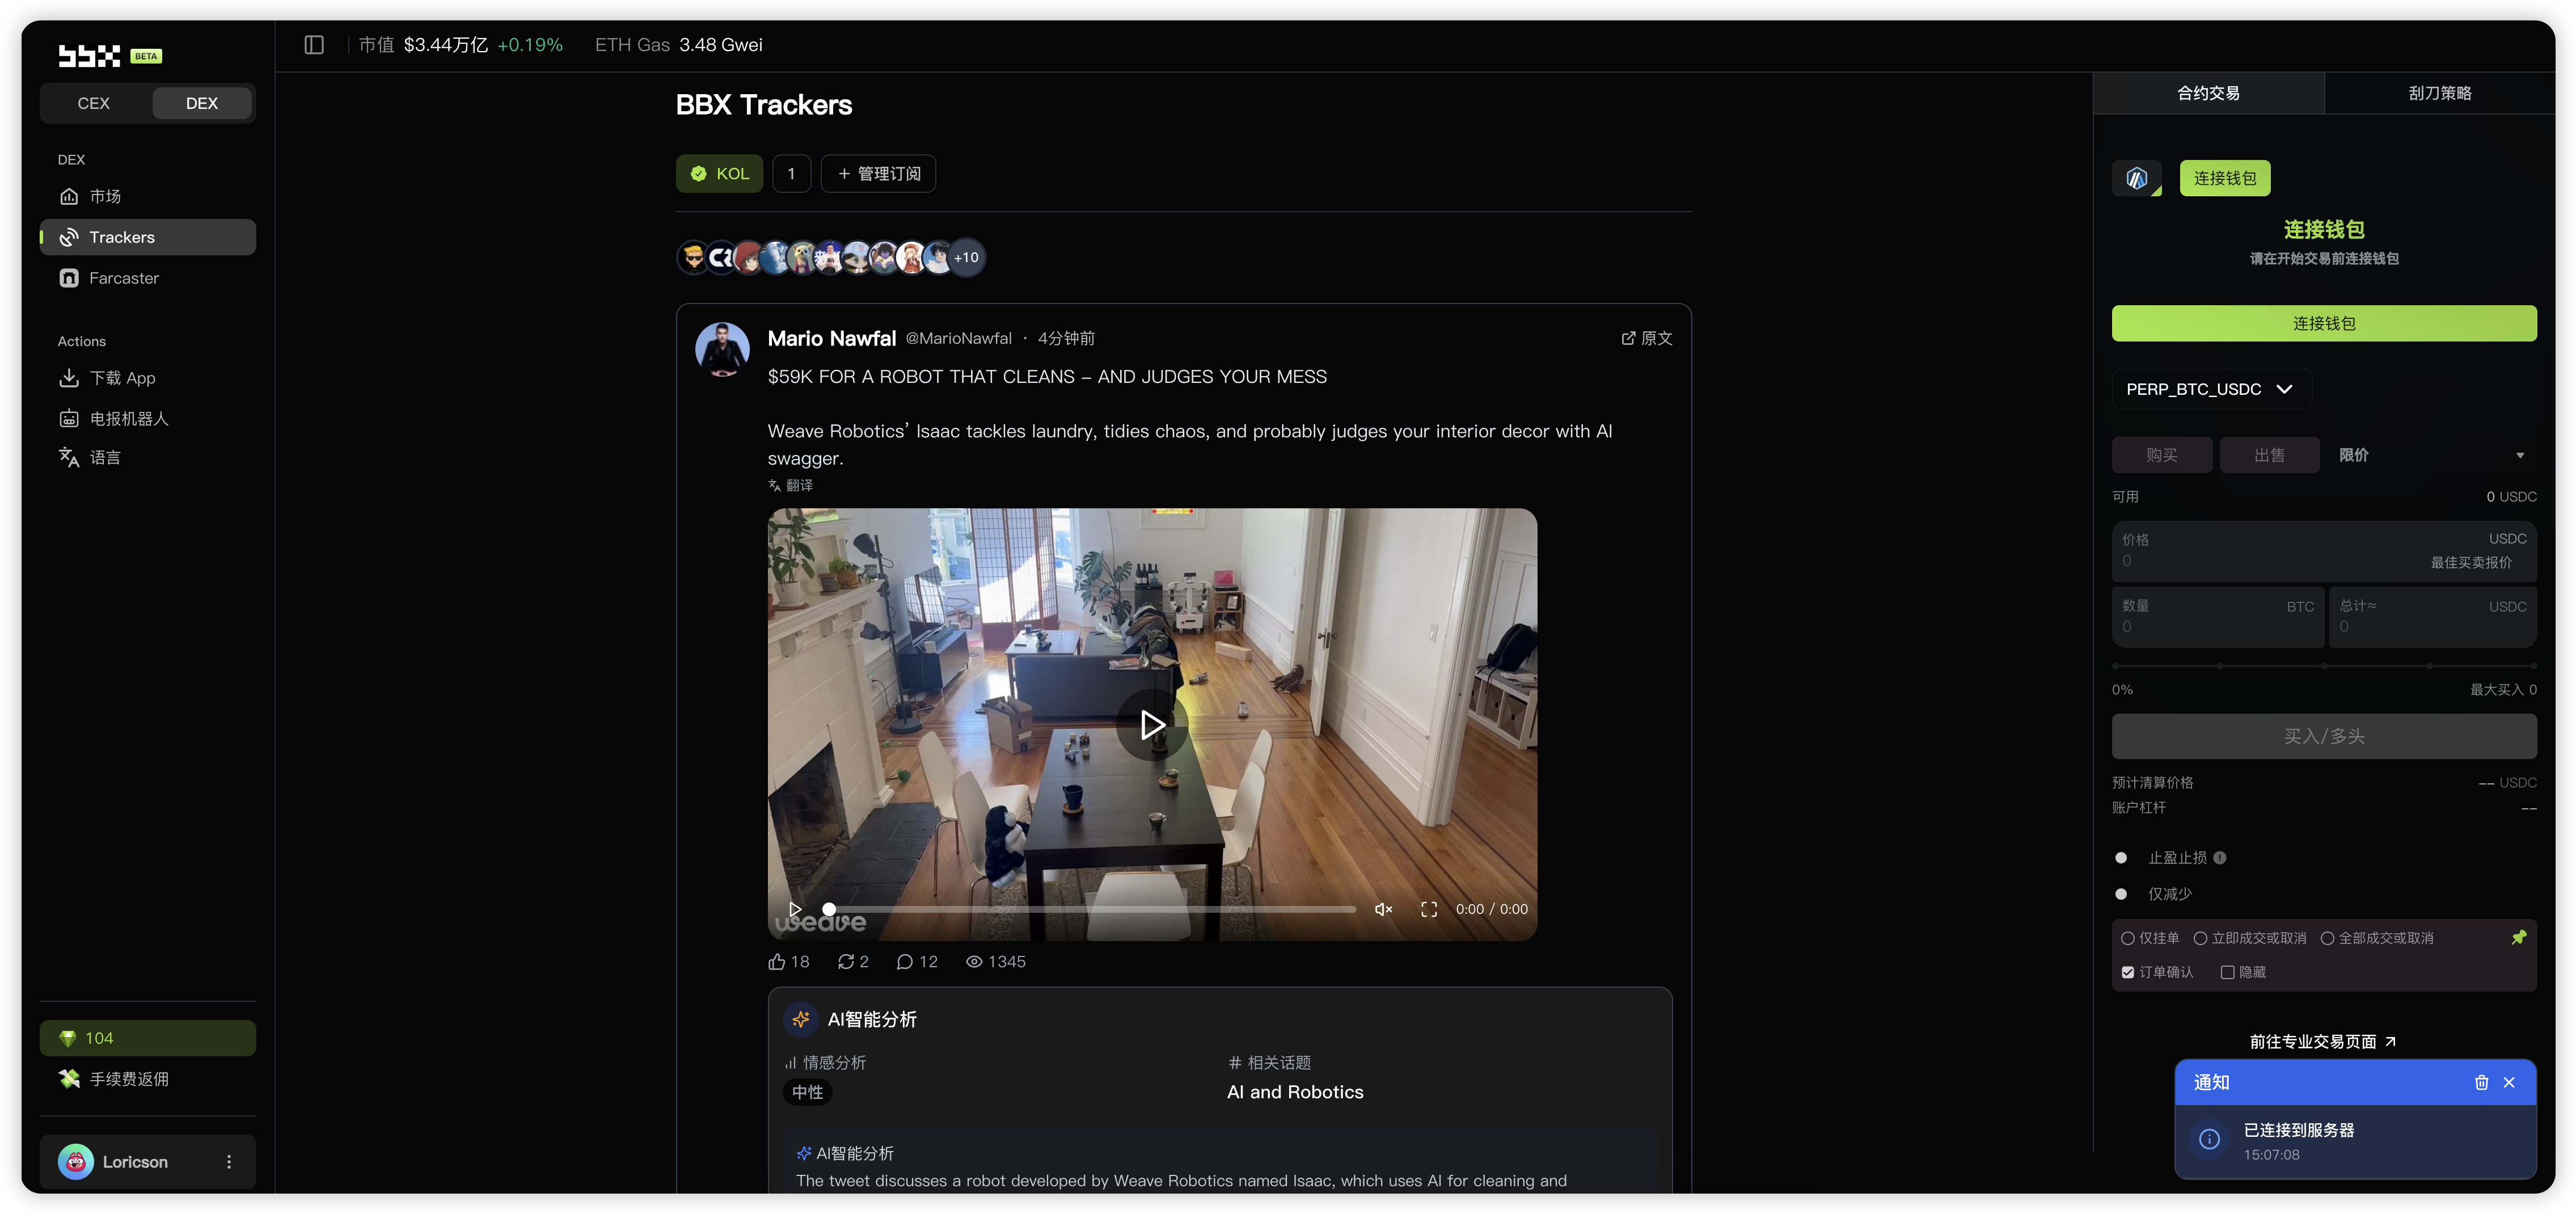 bbx BETA
CEX DEX
DEX
市场
Trackers
Farcaster
Actions
下载 App
电报机器人
语言
104
手续费返佣
Loricson
市值 $3.44万亿 +0.19% ETH Gas 3.48 Gwei
BBX Trackers
KOL 1 + 管理订阅
+10
Mario Nawfal @MarioNawfal · 4分钟前 原文
$59K FOR A ROBOT THAT CLEANS – AND JUDGES YOUR MESS
Weave Robotics’ Isaac tackles laundry, tidies chaos, and probably judges your interior decor with AI
swagger.
翻译
weave
0:00 / 0:00
18 2 12 1345
AI智能分析
情感分析 # 相关话题
中性 AI and Robotics
AI智能分析
The tweet discusses a robot developed by Weave Robotics named Isaac, which uses AI for cleaning and
合约交易 刮刀策略
连接钱包
连接钱包
请在开始交易前连接钱包
连接钱包
PERP_BTC_USDC
购买 出售 限价
可用 0 USDC
价格 USDC
0 最佳买卖报价
数量 BTC 总计≈ USDC
0 0
0% 最大买入 0
买入/多头
预计清算价格 -- USDC
账户杠杆 --
止盈止损
仅减少
仅挂单 立即成交或取消 全部成交或取消
订单确认 隐藏
前往专业交易页面
通知
已连接到服务器
15:07:08